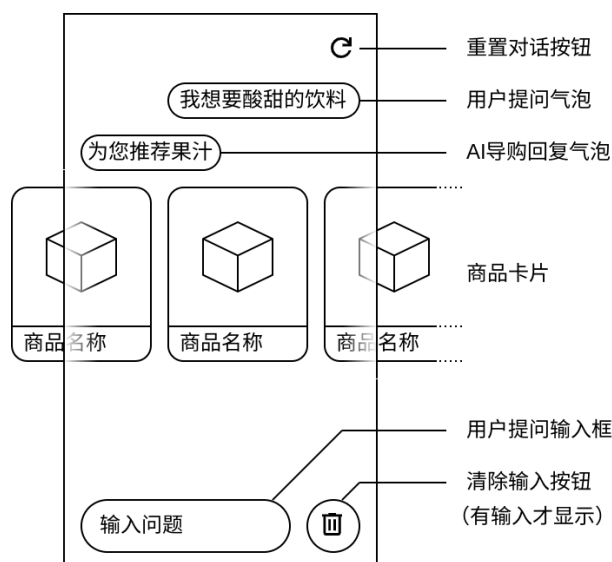 重置对话按钮
我想要酸甜的饮料
用户提问气泡
为您推荐果汁
AI导购回复气泡
商品卡片
商品名称
商品名称
商品名称
用户提问输入框
输入问题
清除输入按钮
（有输入才显示）